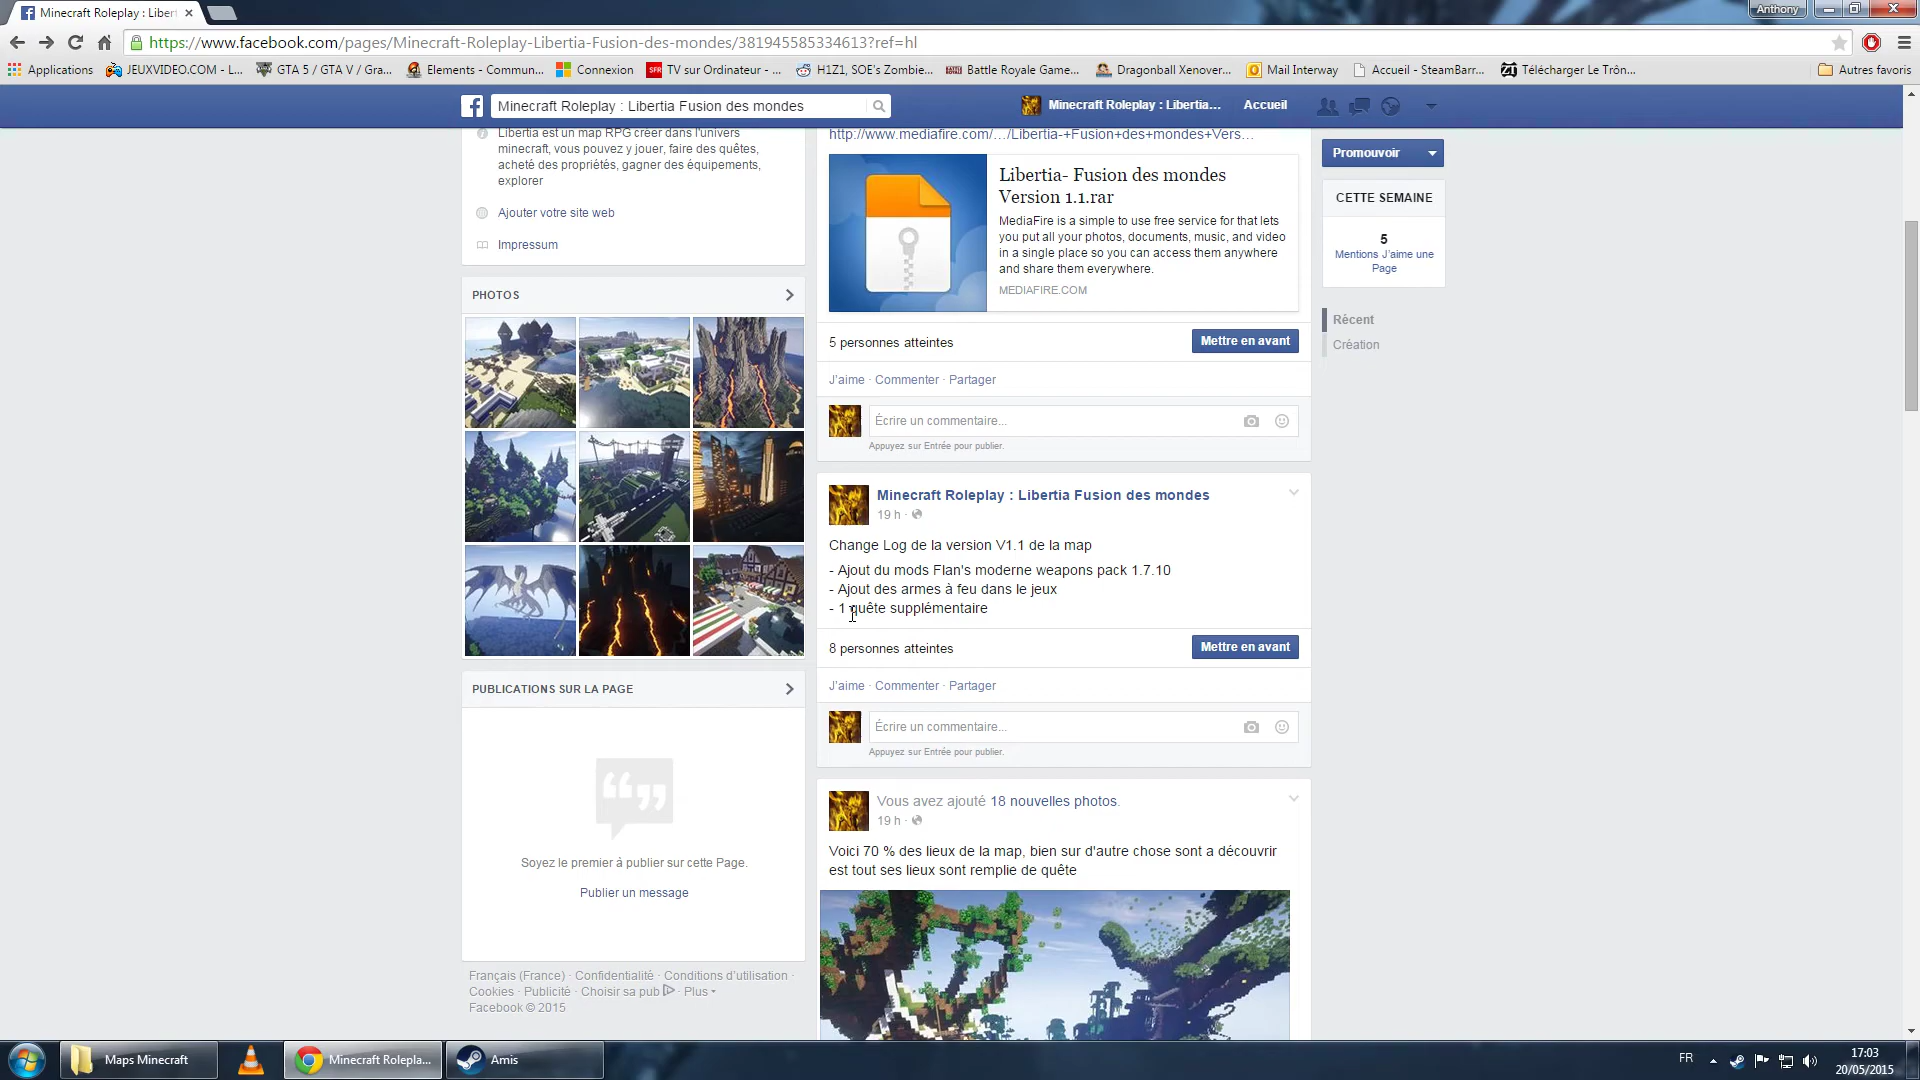 Minecraft Roleplay : Liber
Anthony
https://www.facebook.com/pages/Minecraft-Roleplay-Libertia-Fusion-des-mondes/381945585334613?ref=hl
Applications
JEUXVIDEO.COM - L...
GTA 5 / GTA V / Gra...
Elements - Commun...
Connexion
SFR
TV sur Ordinateur - ...
H1Z1, SOE's Zombie...
Battle Royale Game...
Dragonball Xenover...
Mail Interway
Accueil - SteamBarr...
Télécharger Le Trôn...
Autres favoris
Minecraft Roleplay : Libertia Fusion des mondes
Minecraft Roleplay : Libertia...
Accueil
Libertia est un map RPG créer dans l'univers
minecraft, vous pouvez y jouer, faire des quêtes,
acheté des propriétés, gagner des équipements,
explorer
Ajouter votre site web
Impressum
PHOTOS
PUBLICATIONS SUR LA PAGE
Soyez le premier à publier sur cette Page.
Publier un message
Français (France) · Confidentialité · Conditions d'utilisation ·
Cookies · Publicité · Choisir sa pub · Plus
Facebook © 2015
http://www.mediafire.com/…/Libertia-+Fusion+des+mondes+Vers…
Libertia- Fusion des mondes
Version 1.1.rar
MediaFire is a simple to use free service for that lets
you put all your photos, documents, music, and video
in a single place so you can access them anywhere
and share them everywhere.
MEDIAFIRE.COM
5 personnes atteintes
Mettre en avant
J'aime · Commenter · Partager
Écrire un commentaire...
Appuyez sur Entrée pour publier.
Minecraft Roleplay : Libertia Fusion des mondes
19 h ·
Change Log de la version V1.1 de la map
- Ajout du mods Flan's moderne weapons pack 1.7.10
- Ajout des armes à feu dans le jeux
- 1 quête supplémentaire
8 personnes atteintes
Mettre en avant
J'aime · Commenter · Partager
Écrire un commentaire...
Appuyez sur Entrée pour publier.
Vous avez ajouté 18 nouvelles photos.
19 h ·
Voici 70 % des lieux de la map, bien sur d'autre chose sont a découvrir
est tout ses lieux sont remplie de quête
Promouvoir
CETTE SEMAINE
5
Mentions J'aime une
Page
Récent
Création
Maps Minecraft
Minecraft Rolepla...
Amis
FR
17:03
20/05/2015